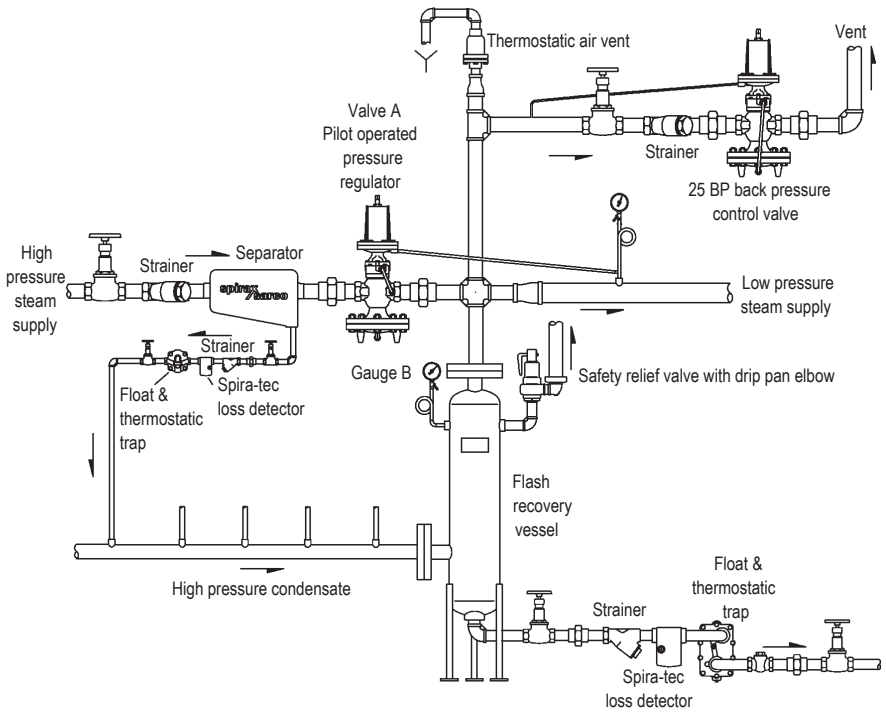 Thermostatic air vent
Vent
Valve A
Pilot operated
pressure
regulator
Strainer
25 BP back pressure
control valve
High
pressure
steam
supply
Strainer
Separator
spirax
sarco
Low pressure
steam supply
Strainer
Float &
thermostatic
trap
Spira-tec
loss detector
Gauge B
Safety relief valve with drip pan elbow
Flash
recovery
vessel
High pressure condensate
Float &
thermostatic
trap
Strainer
Spira-tec
loss detector